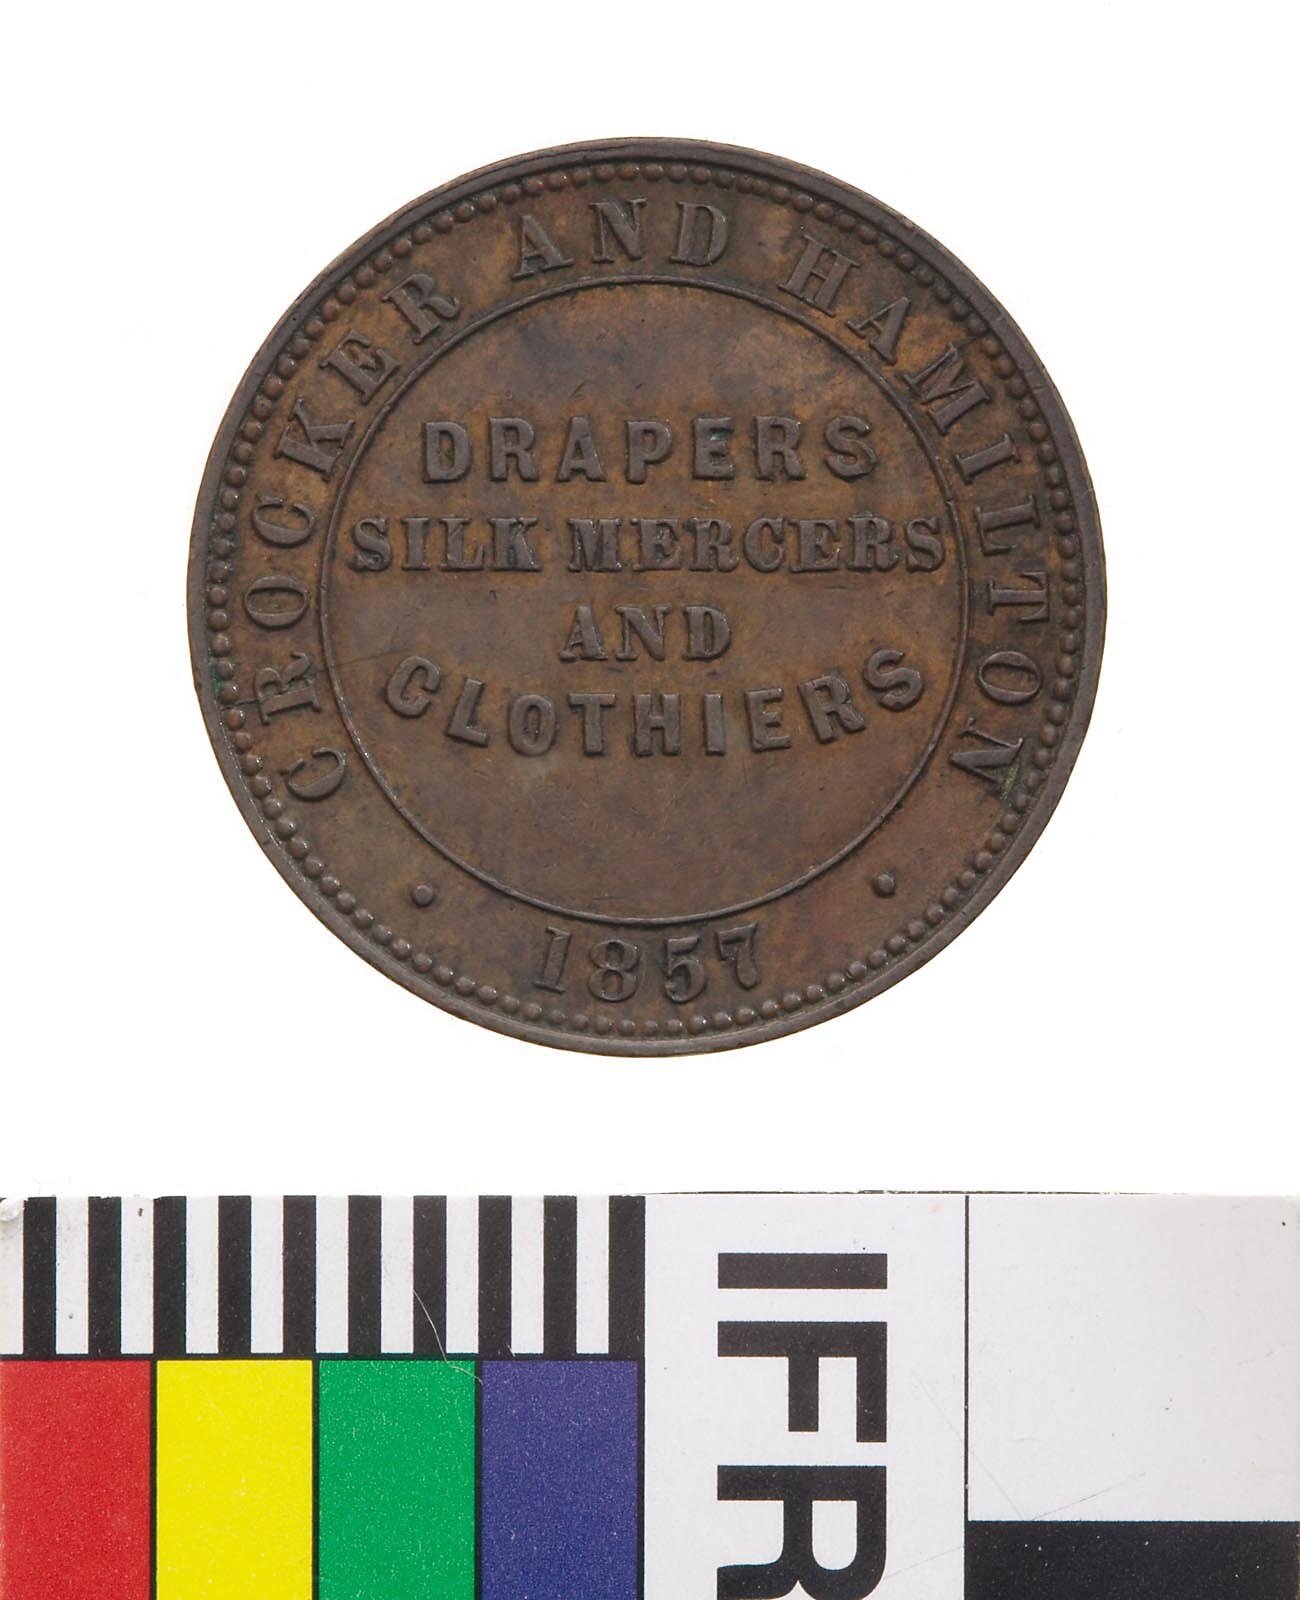 CROCKER AND HAMILTON
DRAPERS
SILK MERCERS
AND
CLOTHIERS
• 1857 •
IFR